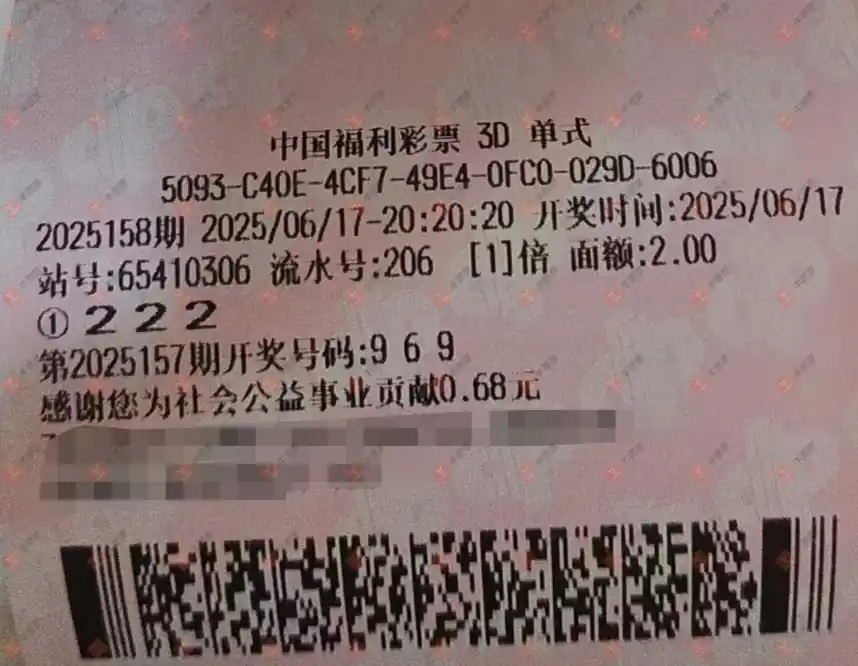 中国福利彩票 3D 单式
5093-C40E-4CF7-49E4-0FC0-029D-6006
2025158期 2025/06/17-20:20:20 开奖时间:2025/06/17
站号:65410306 流水号:206 [1]倍 面额:2.00
① 2 2 2
第2025157期开奖号码:9 6 9
感谢您为社会公益事业贡献0.68元